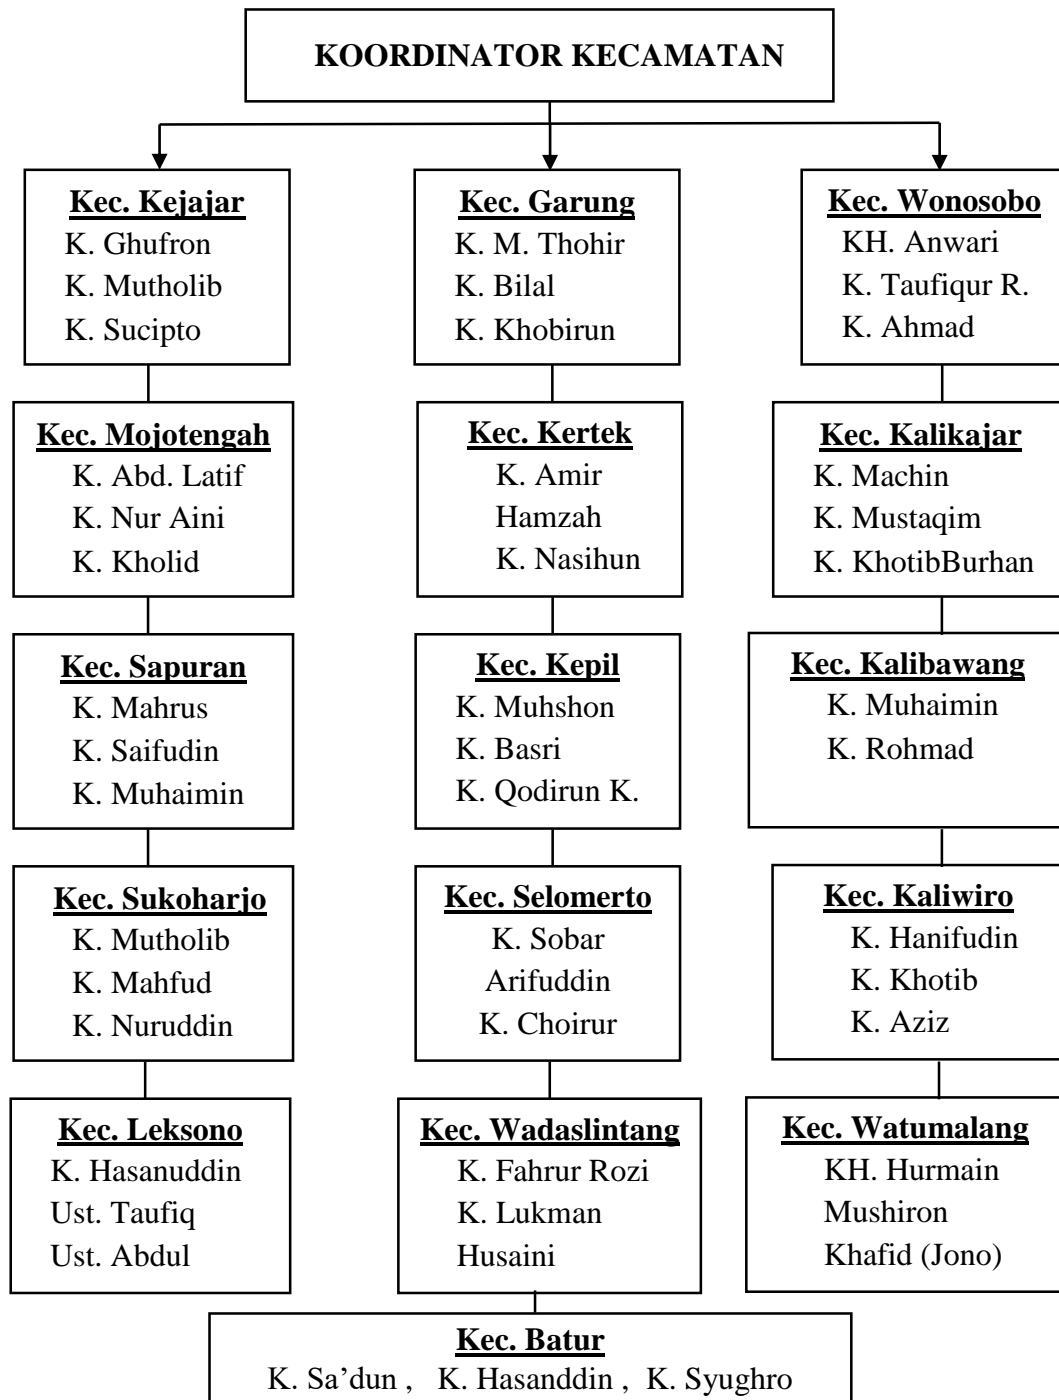 KOORDINATOR KECAMATAN
Kec. Kejajar
K. Ghufron
K. Mutholib
K. Sucipto
Kec. Garung
K. M. Thohir
K. Bilal
K. Khobirun
Kec. Wonosobo
KH. Anwari
K. Taufiqur R.
K. Ahmad
Kec. Mojotengah
K. Abd. Latif
K. Nur Aini
K. Kholid
Kec. Kertek
K. Amir
Hamzah
K. Nasihun
Kec. Kalikajar
K. Machin
K. Mustaqim
K. KhotibBurhan
Kec. Sapuran
K. Mahrus
K. Saifudin
K. Muhaimin
Kec. Kepil
K. Muhshon
K. Basri
K. Qodirun K.
Kec. Kalibawang
K. Muhaimin
K. Rohmad
Kec. Sukoharjo
K. Mutholib
K. Mahfud
K. Nuruddin
Kec. Selomerto
K. Sobar
Arifuddin
K. Choirur
Kec. Kaliwiro
K. Hanifudin
K. Khotib
K. Aziz
Kec. Leksono
K. Hasanuddin
Ust. Taufiq
Ust. Abdul
Kec. Wadaslintang
K. Fahrur Rozi
K. Lukman
Husaini
Kec. Watumalang
KH. Hurmain
Mushiron
Khafid (Jono)
Kec. Batur
K. Sa’dun , K. Hasanddin , K. Syughro